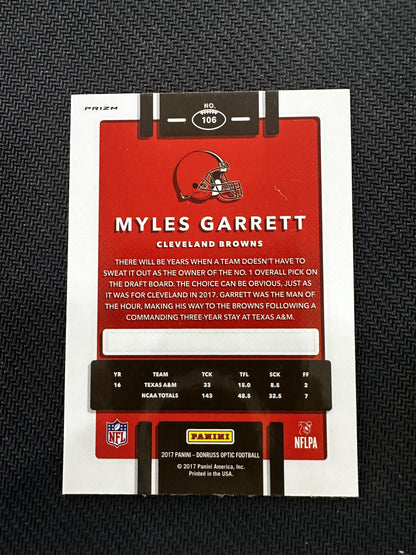 PRIZM
NO.
106
MYLES GARRETT
CLEVELAND BROWNS
THERE WILL BE YEARS WHEN A TEAM DOESN'T HAVE TO
SWEAT IT OUT AS THE OWNER OF THE NO. 1 OVERALL PICK ON
THE DRAFT BOARD. THE CHOICE CAN BE OBVIOUS, JUST AS
IT WAS FOR CLEVELAND IN 2017. GARRETT WAS THE MAN OF
THE HOUR, MAKING HIS WAY TO THE BROWNS FOLLOWING A
COMMANDING THREE-YEAR STAY AT TEXAS A&M.
YR TEAM TCK TFL SCK FF
16 TEXAS A&M 33 15.0 8.5 2
NCAA TOTALS 143 48.5 32.5 7
NFL
PANINI
NFLPA
2017 PANINI – DONRUSS OPTIC FOOTBALL
© 2017 Panini America, Inc.
Printed in the USA.